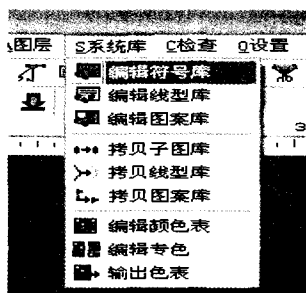 图层 S系统库 C检查 O设置
编辑符号库
编辑线型库
编辑图案库
拷贝子图库
拷贝线型库
拷贝图案库
编辑颜色表
编辑专色
输出色表
3